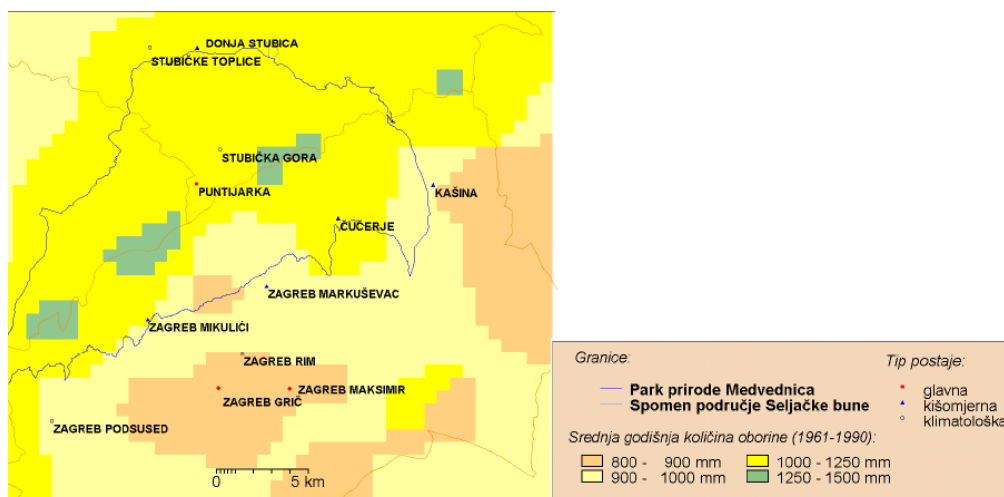 DONJA STUBICA
STUBIČKE TOPLICE
STUBIČKA GORA
PUNTIJARKA
KAŠINA
ČUČERJE
ZAGREB MARKUŠEVAC
ZAGREB MIKULIĆI
ZAGREB RIM
ZAGREB MAKSIMIR
ZAGREB GRIČ
ZAGREB PODSUSED
0 5 km
Granice:
Park prirode Medvednica
Spomen područje Seljačke bune
Tip postaje:
glavna
kišomjerna
klimatološka
Srednja godišnja količina oborine (1961-1990):
800 - 900 mm
1000 - 1250 mm
900 - 1000 mm
1250 - 1500 mm